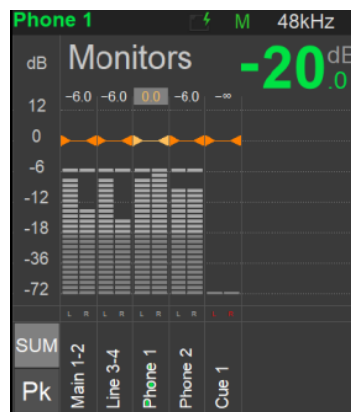 Phone 1 M 48kHz
dB Monitors -20.0 dB
-6.0 -6.0 0.0 -6.0 -∞
12
0
-6
-12
-18
-36
-72
L R L R L R L R L R
SUM
Pk
Main 1-2
Line 3-4
Phone 1
Phone 2
Cue 1